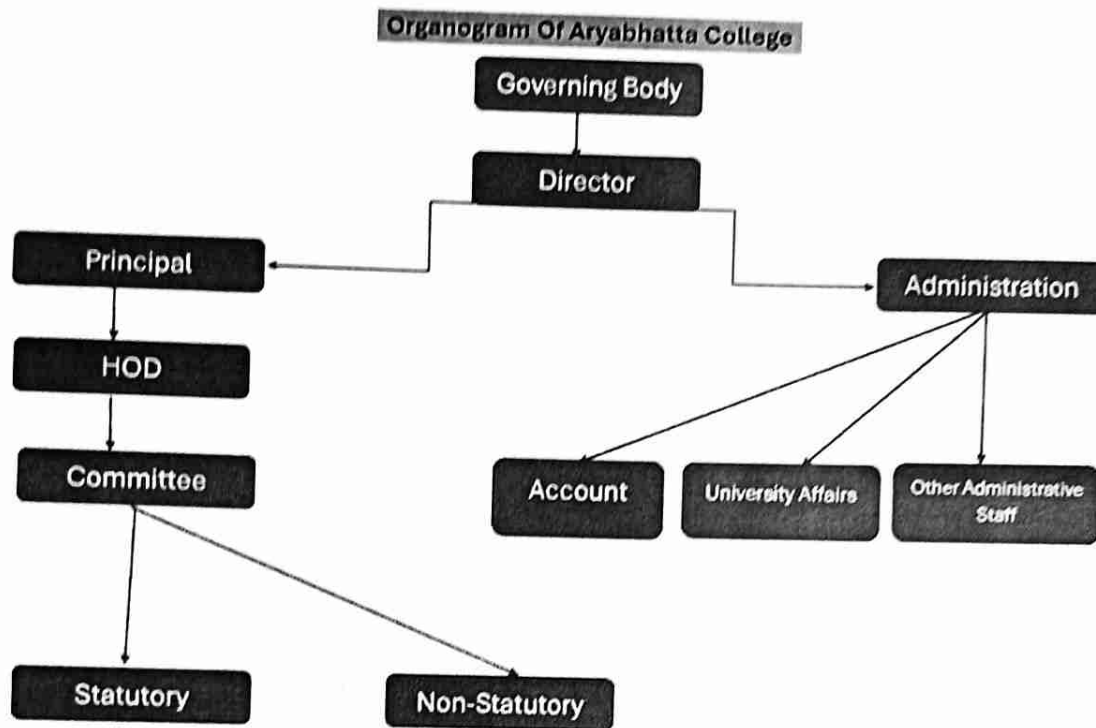 Organogram Of Aryabhatta College
Governing Body
Director
Principal
Administration
HOD
Committee
Account
University Affairs
Other Administrative
Staff
Statutory
Non-Statutory